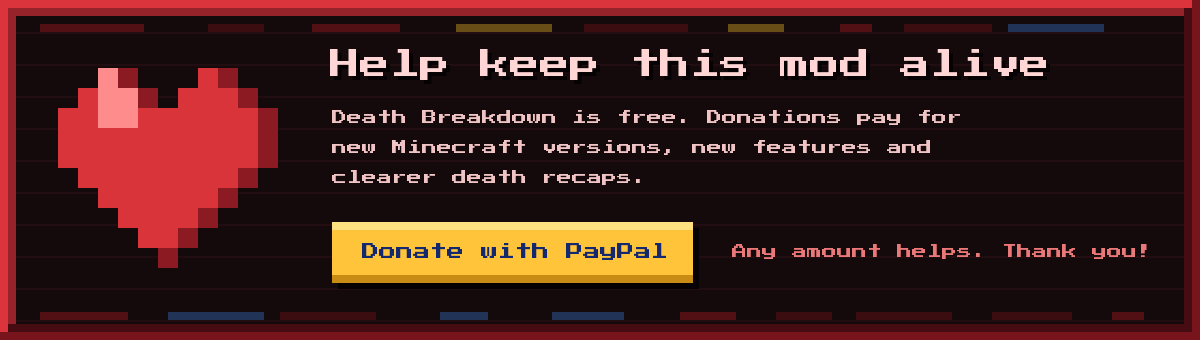 Help keep this mod alive
Death Breakdown is free. Donations pay for
new Minecraft versions, new features and
clearer death recaps.
Donate with PayPal
Any amount helps. Thank you!